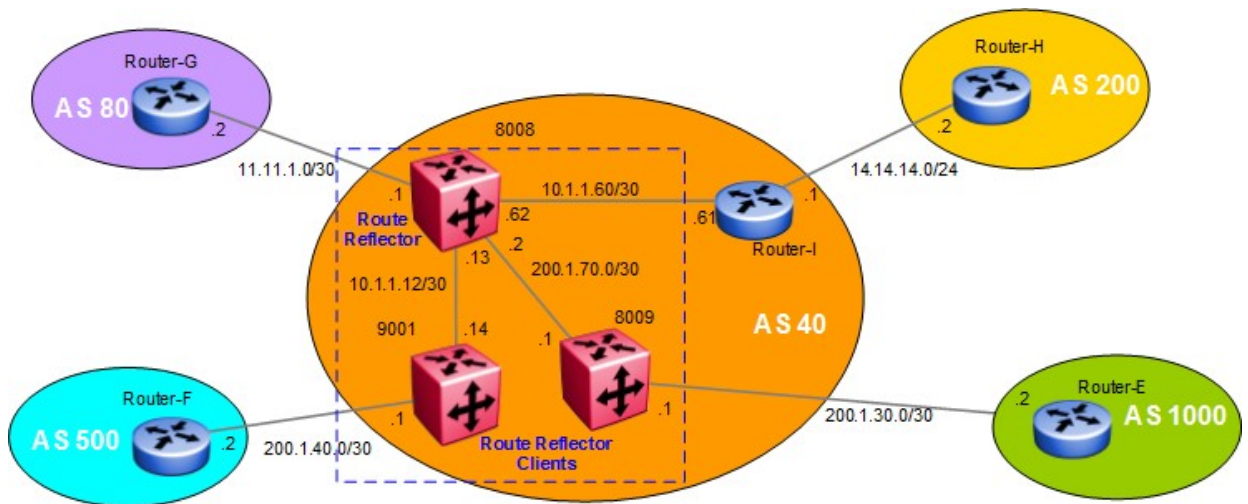 Router-G
AS 80
.2
11.11.1.0/30
Router-H
AS 200
.2
14.14.14.0/24
8008
.1
10.1.1.60/30
.1
.62
.61
Route
Reflector
Router-I
.2
.13
200.1.70.0/30
10.1.1.12/30
8009
AS 40
9001
.14
.1
Router-F
AS 500
.2
200.1.40.0/30
.1
.1
Route Reflector
Clients
200.1.30.0/30
Router-E
.2
AS 1000